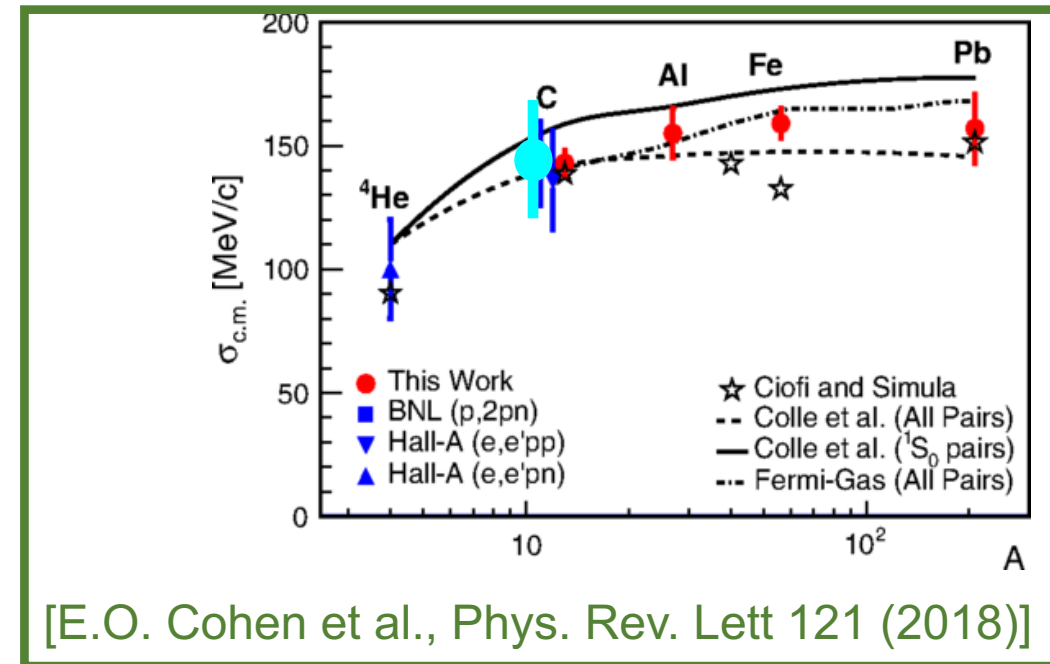 200
150
100
50
0
σc.m. [MeV/c]
4He
C
Al
Fe
Pb
This Work
BNL (p,2pn)
Hall-A (e,e'pp)
Hall-A (e,e'pn)
Ciofi and Simula
Colle et al. (All Pairs)
Colle et al. (1S0 pairs)
Fermi-Gas (All Pairs)
10
102
A
[E.O. Cohen et al., Phys. Rev. Lett 121 (2018)]